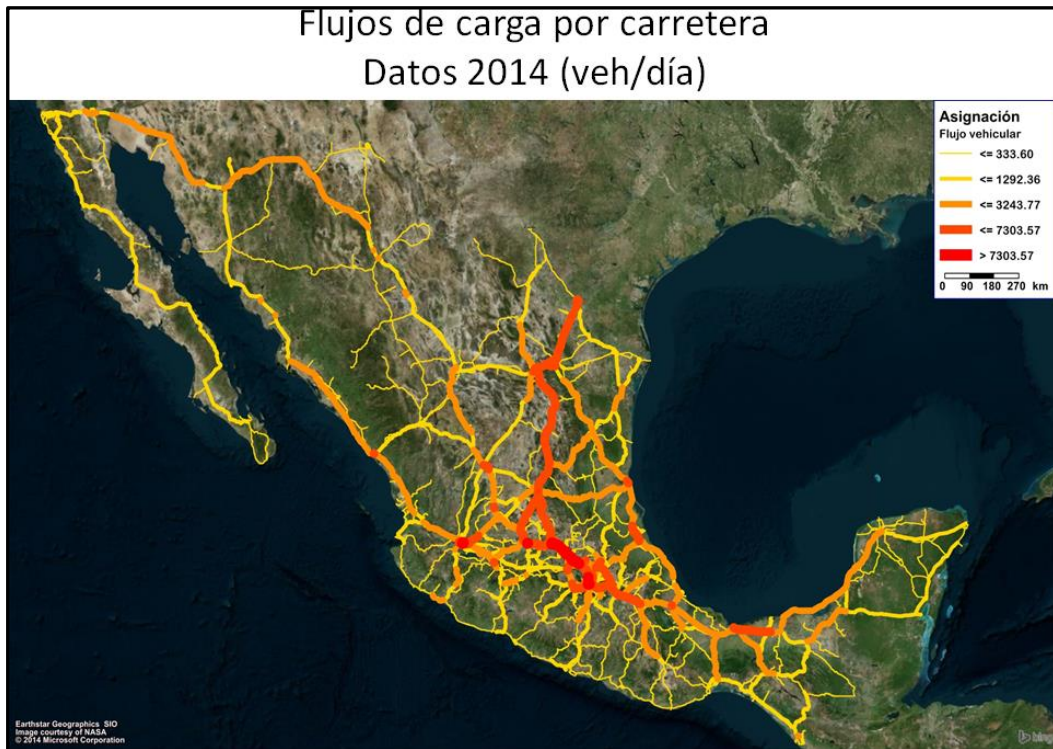 Flujos de carga por carretera
Datos 2014 (veh/día)
Asignación
Flujo vehicular
<= 333.60
<= 1292.36
<= 3243.77
<= 7303.57
> 7303.57
0 90 180 270 km
Earthstar Geographics SIO
Image courtesy of NASA
© 2014 Microsoft Corporation
bing